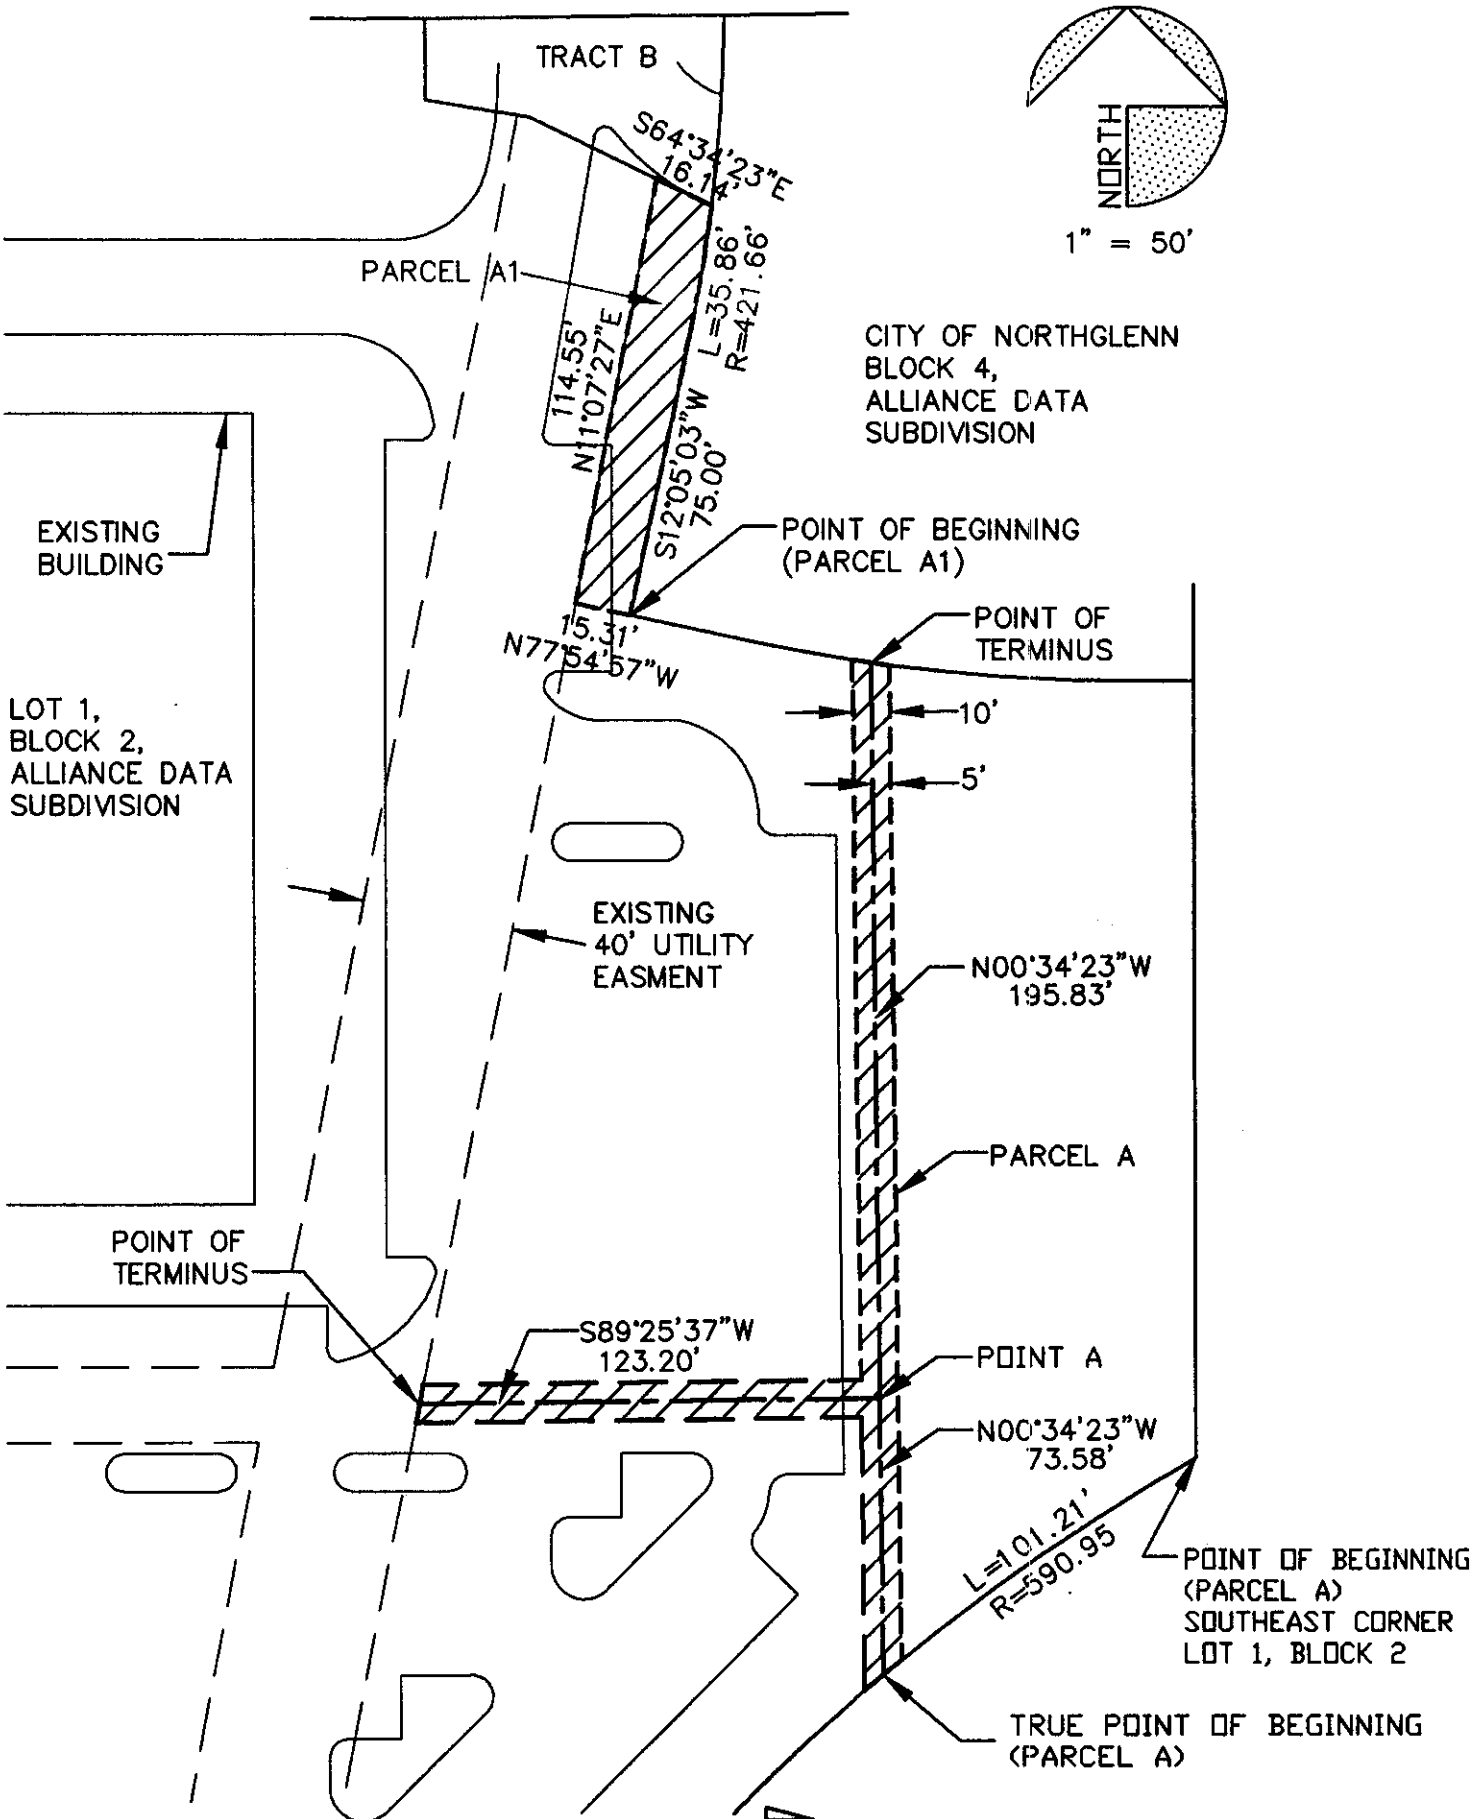 TRACT B
S64°34'23"E
16.14'
NORTH
1" = 50'
PARCEL A1
L=35.86'
R=421.66'
114.55'
N11°07'27"E
CITY OF NORTHGLENN
BLOCK 4,
ALLIANCE DATA
SUBDIVISION
S12°05'03"W
75.00'
EXISTING
BUILDING
POINT OF BEGINNING
(PARCEL A1)
15.31'
N77°54'57"W
POINT OF
TERMINUS
LOT 1,
BLOCK 2,
ALLIANCE DATA
SUBDIVISION
10'
5'
EXISTING
40' UTILITY
EASMENT
N00°34'23"W
195.83'
PARCEL A
POINT OF
TERMINUS
S89°25'37"W
123.20'
POINT A
N00°34'23"W
73.58'
L=101.21'
R=590.95
POINT OF BEGINNING
(PARCEL A)
SOUTHEAST CORNER
LOT 1, BLOCK 2
TRUE POINT OF BEGINNING
(PARCEL A)